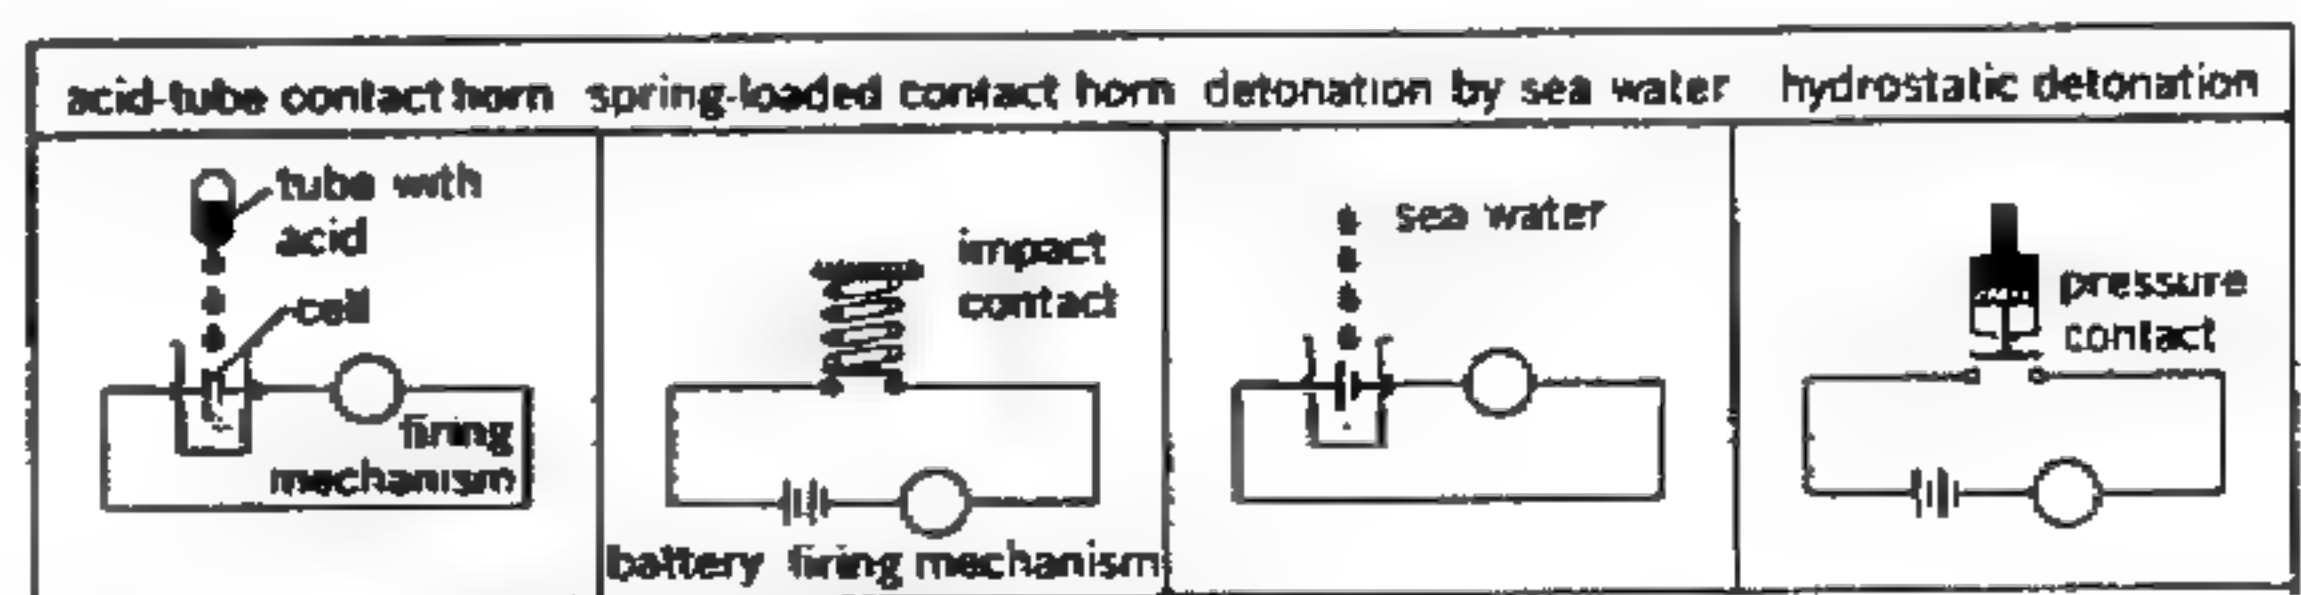 acid-tube contact horn spring-loaded contact horn detonation by sea water hydrostatic detonation
tube with
acid
cell
firing
mechanism
impact
contact
battery firing mechanism
sea water
pressure
contact